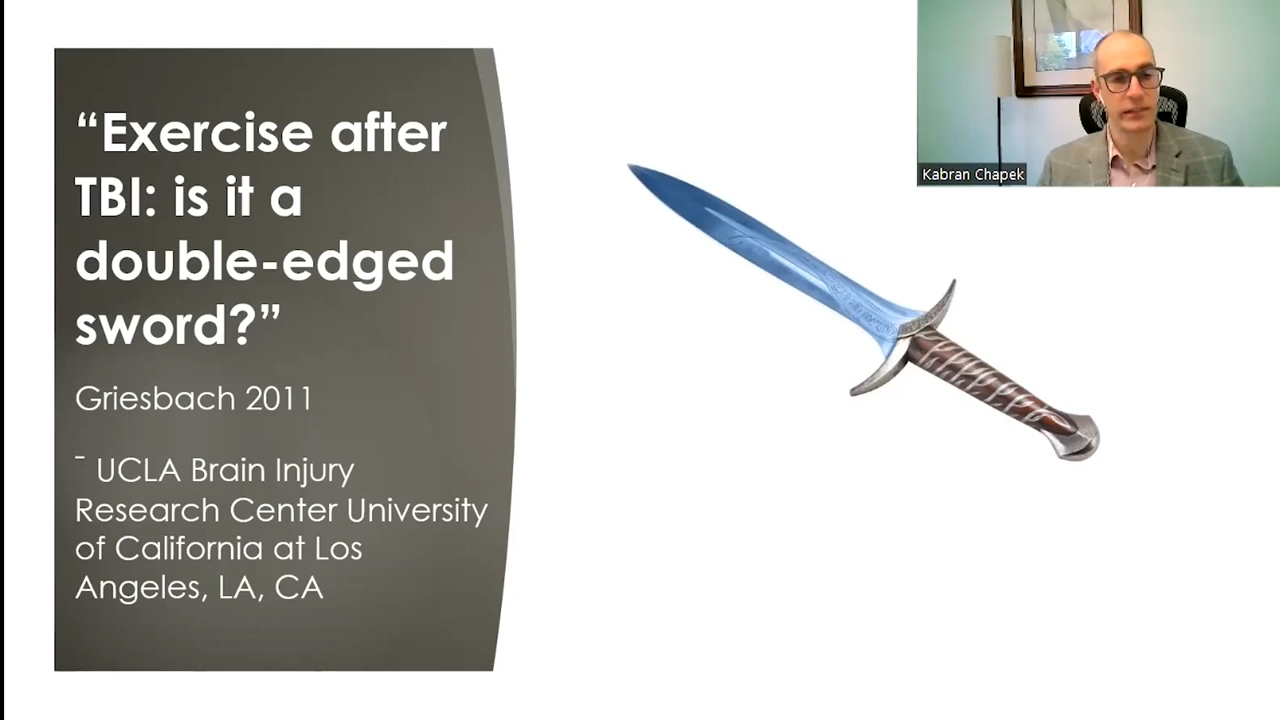 “Exercise after
TBI: is it a
double-edged
sword?”
Griesbach 2011
- UCLA Brain Injury
Research Center University
of California at Los
Angeles, LA, CA
Kabran Chapek